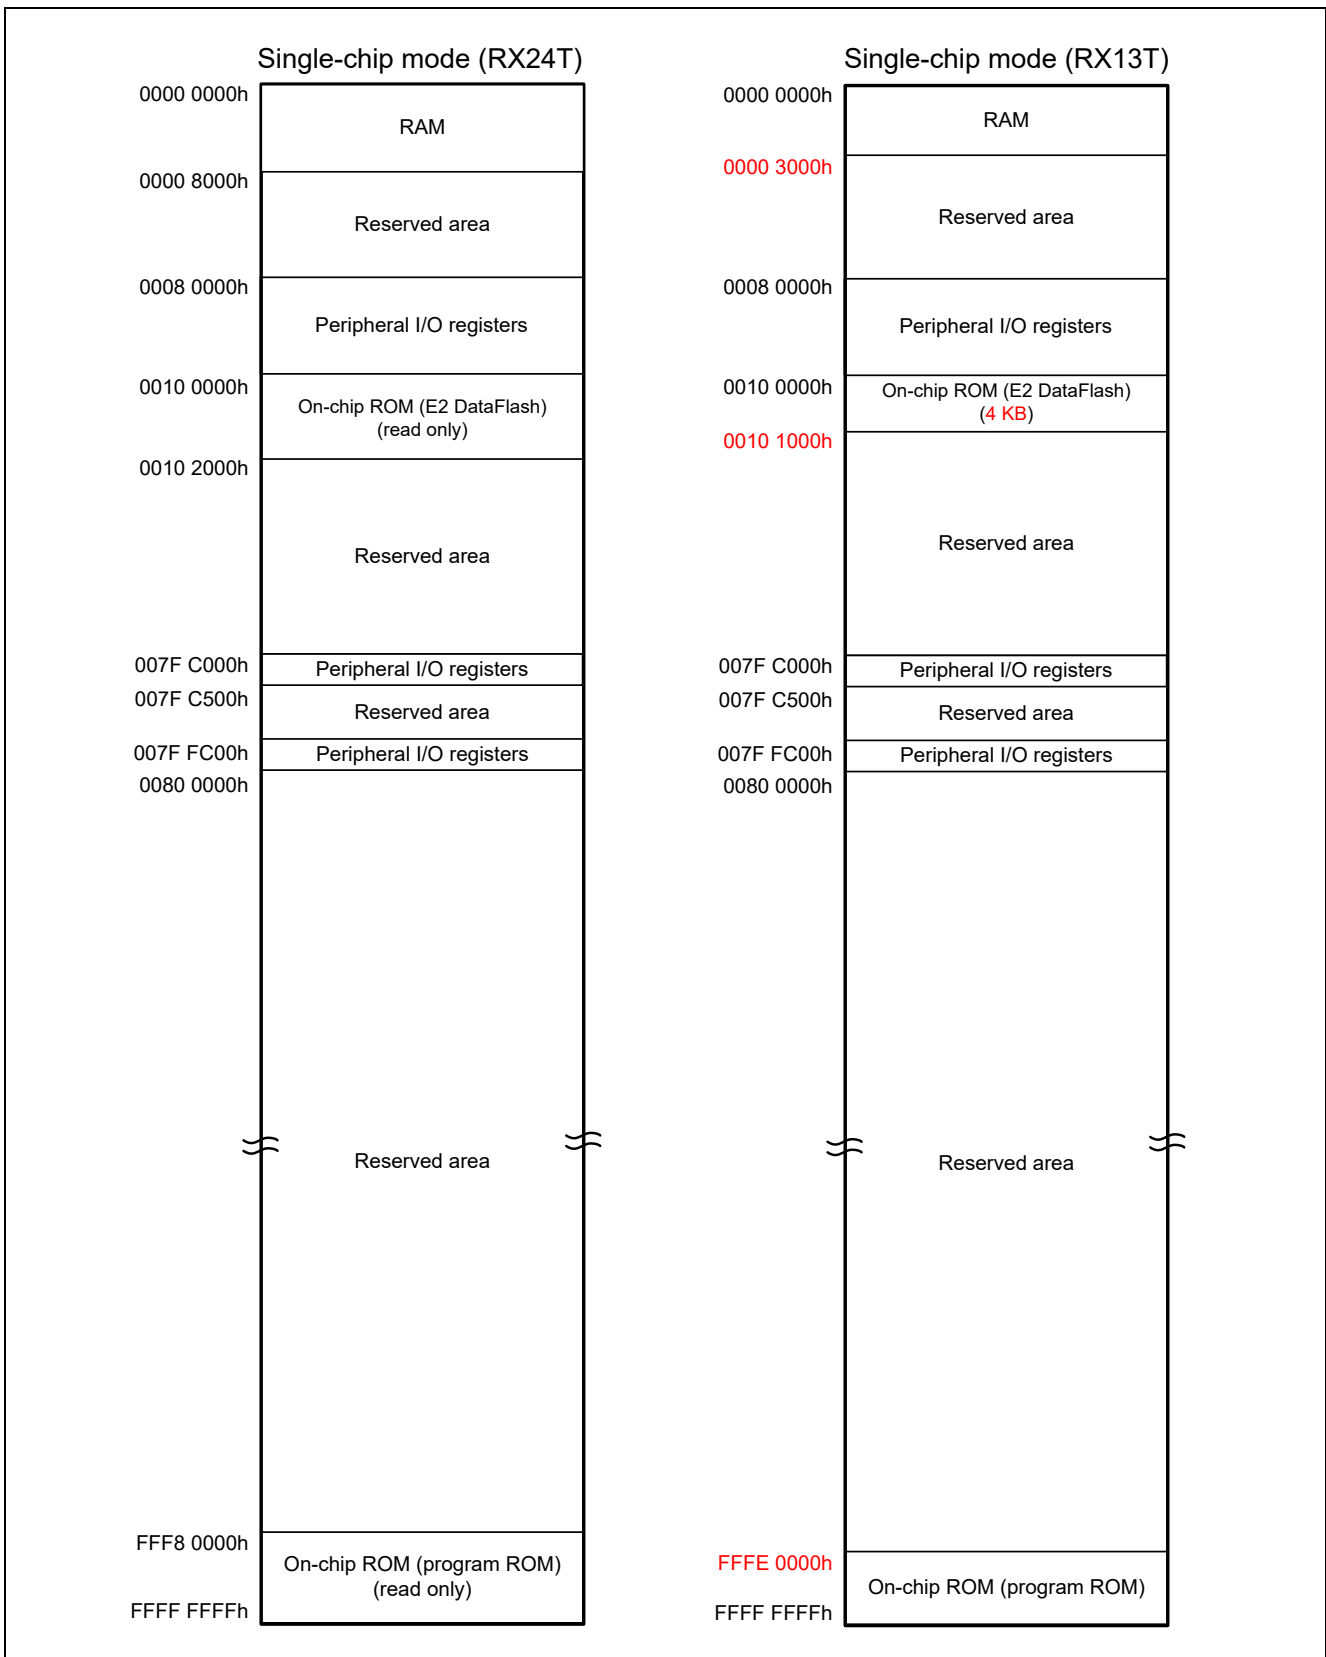 Single-chip mode (RX24T)
0000 0000h
RAM
0000 8000h
Reserved area
0008 0000h
Peripheral I/O registers
0010 0000h
On-chip ROM (E2 DataFlash)
(read only)
0010 2000h
Reserved area
007F C000h
Peripheral I/O registers
007F C500h
Reserved area
007F FC00h
Peripheral I/O registers
0080 0000h
Reserved area
FFF8 0000h
On-chip ROM (program ROM)
(read only)
FFFF FFFFh
Single-chip mode (RX13T)
0000 0000h
RAM
0000 3000h
Reserved area
0008 0000h
Peripheral I/O registers
0010 0000h
On-chip ROM (E2 DataFlash)
(4 KB)
0010 1000h
Reserved area
007F C000h
Peripheral I/O registers
007F C500h
Reserved area
007F FC00h
Peripheral I/O registers
0080 0000h
Reserved area
FFFE 0000h
On-chip ROM (program ROM)
FFFF FFFFh